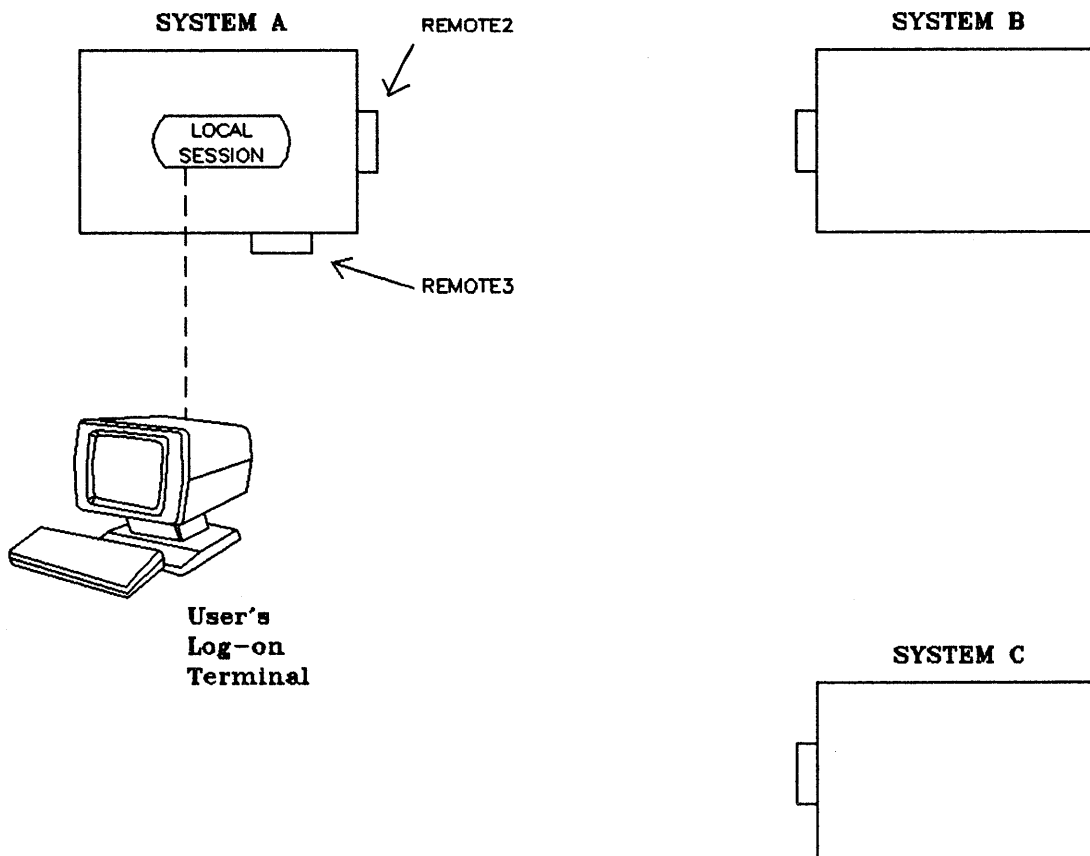 SYSTEM A
REMOTE2
SYSTEM B
LOCAL
SESSION
REMOTE3
User's
Log-on
Terminal
SYSTEM C